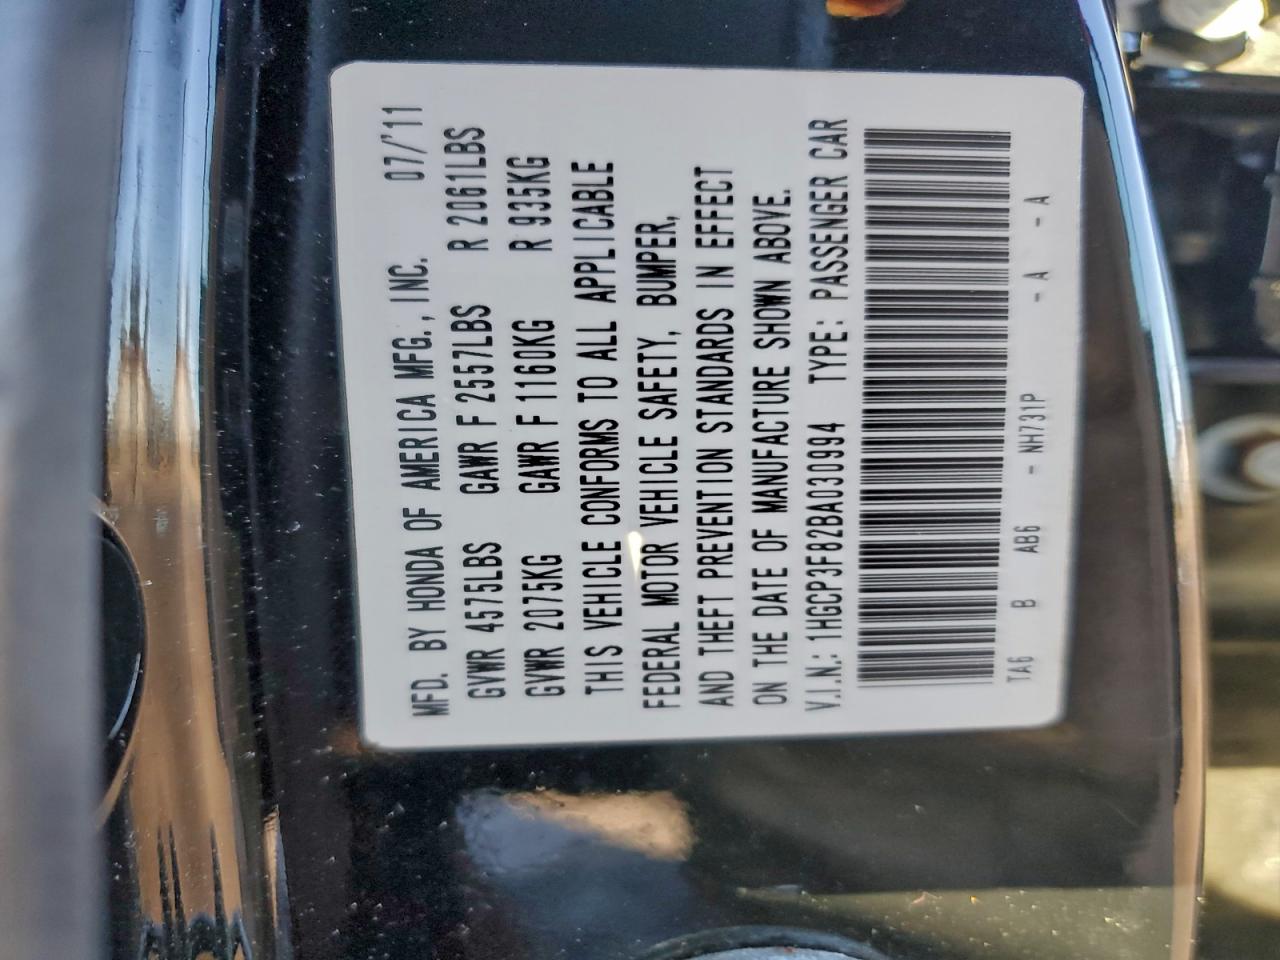 MFD. BY HONDA OF AMERICA MFG., INC. 07/'11
GVWR 4575LBS GAWR F 2557LBS R 2061LBS
GVWR 2075KG GAWR F 1160KG R 935KG
THIS VEHICLE CONFORMS TO ALL APPLICABLE
FEDERAL MOTOR VEHICLE SAFETY, BUMPER,
AND THEFT PREVENTION STANDARDS IN EFFECT
ON THE DATE OF MANUFACTURE SHOWN ABOVE.
V.I.N.: 1HGCP3F82BA030994 TYPE: PASSENGER CAR
TA6 B AB6 - NH731P - A - A